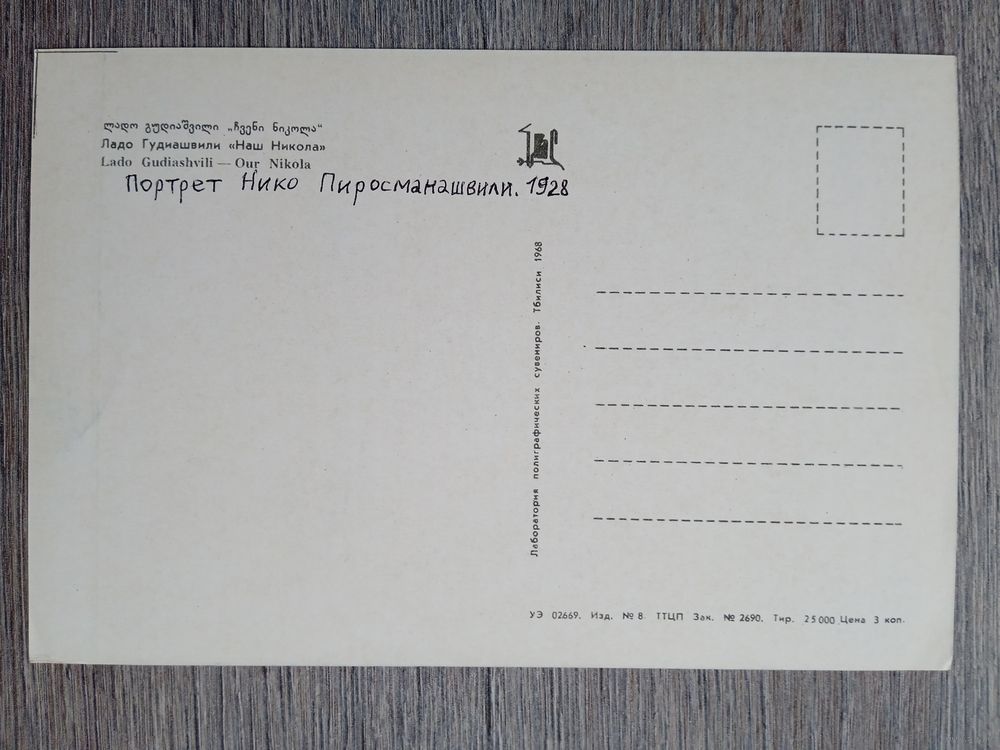 ლადო გუდიაშვილი „ჩვენი ნიკოლა“
Ладо Гудиашвили «Наш Никола»
Lado Gudiashvili — Our Nikola
Портрет Нико Пиросманашвили. 1928
Лаборатория полиграфических сувениров. Тбилиси 1968
УЭ 02669. Изд. № 8 ТТЦП Зак. № 2690. Тир. 25 000 Цена 3 коп.